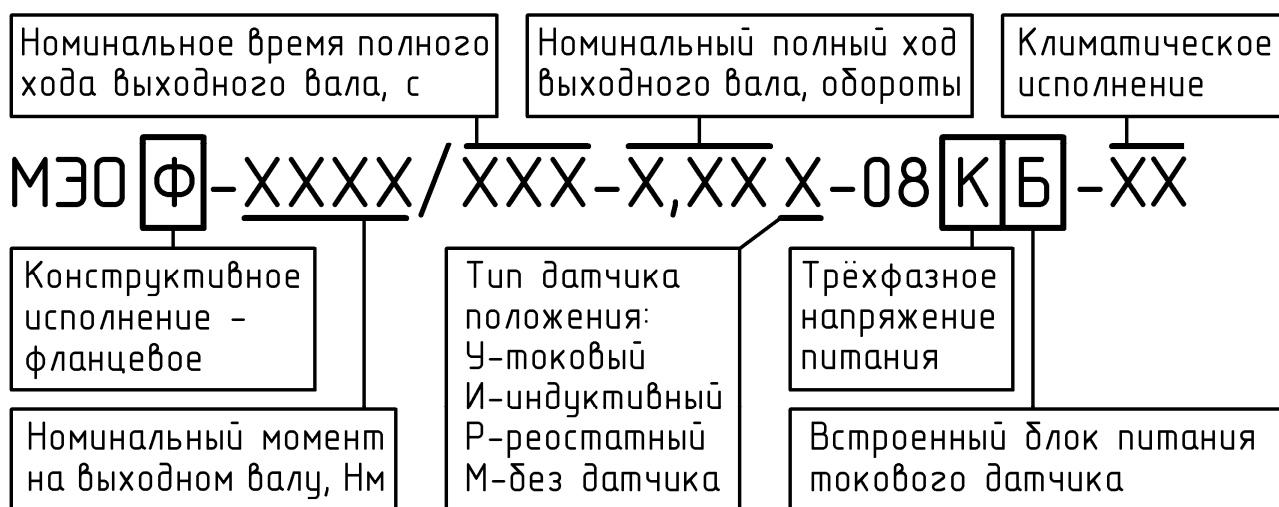 Номинальное время полного
хода выходного вала, с
Номинальный полный ход
выходного вала, обороты
Климатическое
исполнение
МЭОФ-XXXX/XXX-X,XX X-08КБ-XX
Конструктивное
исполнение -
фланцевое
Тип датчика
положения:
У-токовый
И-индуктивный
Р-реостатный
М-без датчика
Трёхфазное
напряжение
питания
Номинальный момент
на выходном валу, Нм
Встроенный блок питания
токового датчика